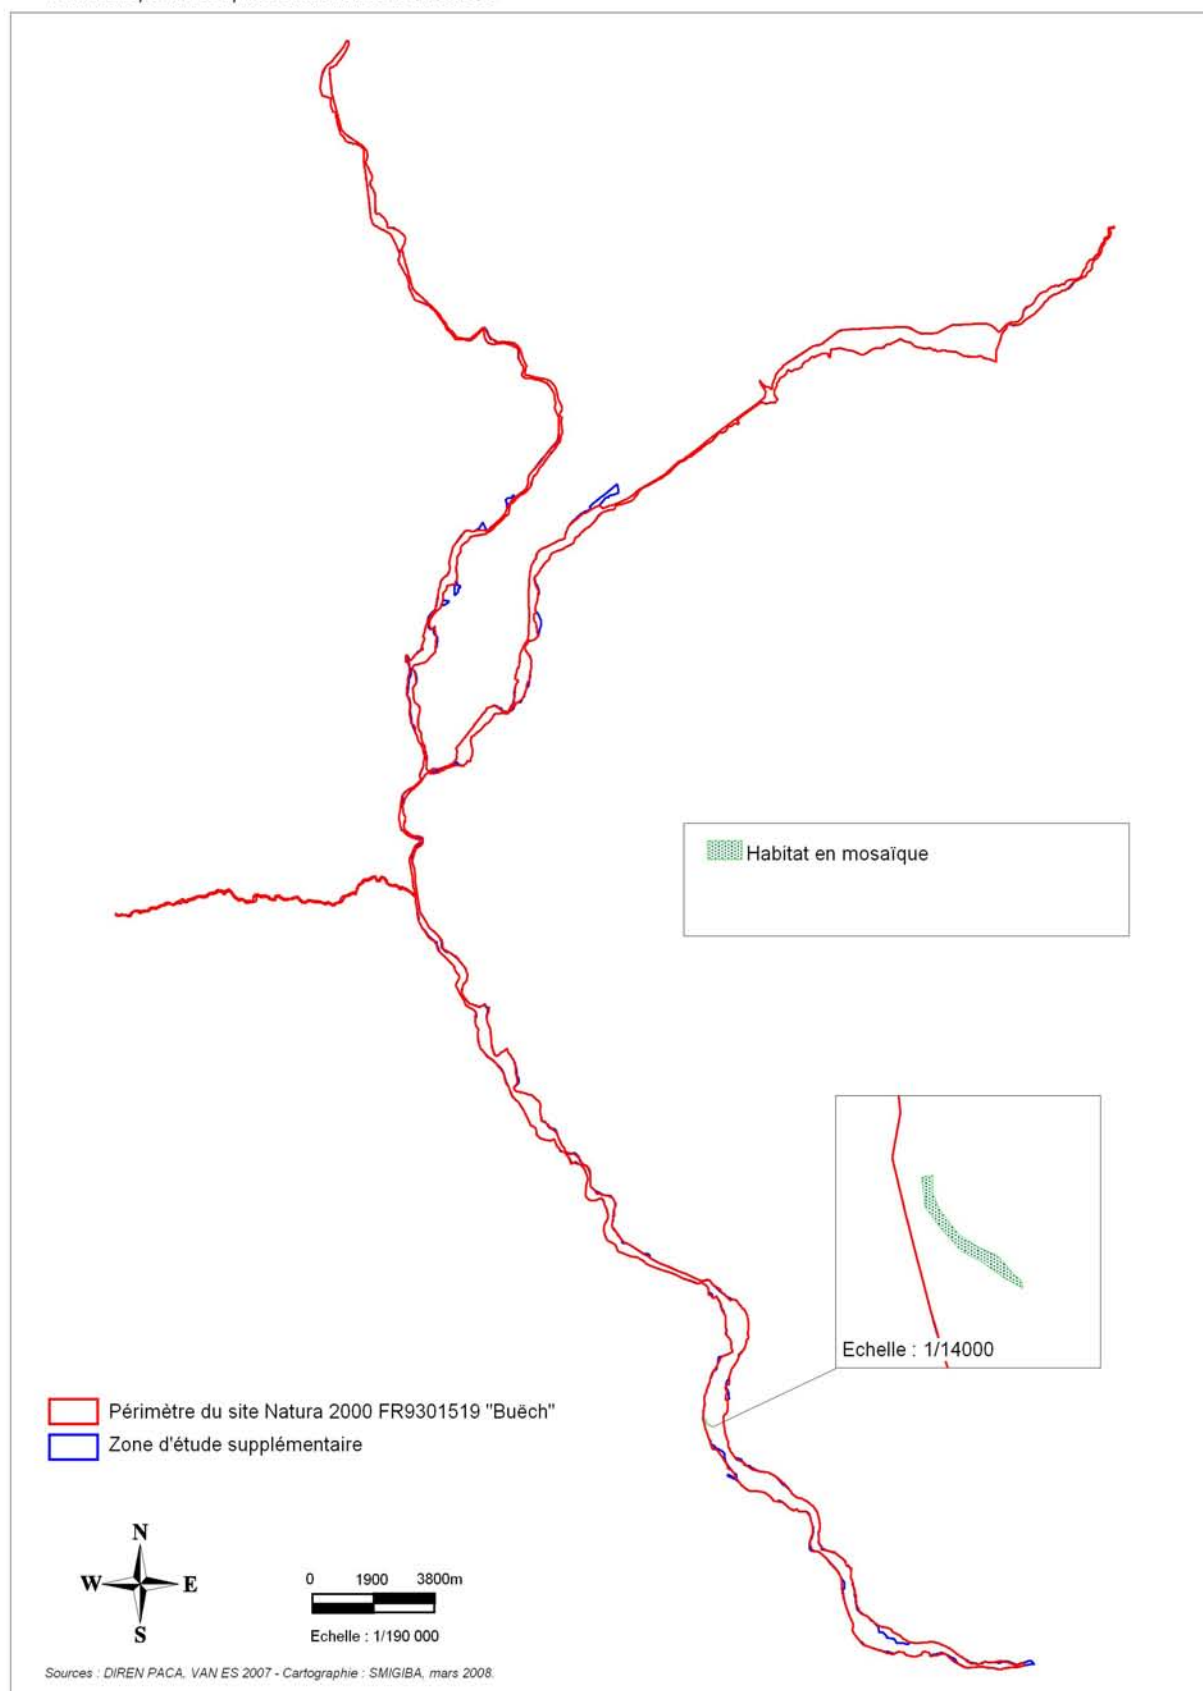 Habitat en mosaïque
Echelle : 1/14000
Périmètre du site Natura 2000 FR9301519 "Buëch"
Zone d'étude supplémentaire
N
W E
S
0 1900 3800m
Echelle : 1/190 000
Sources : DIREN PACA, VAN ES 2007 - Cartographie : SMIGIBA, mars 2008.